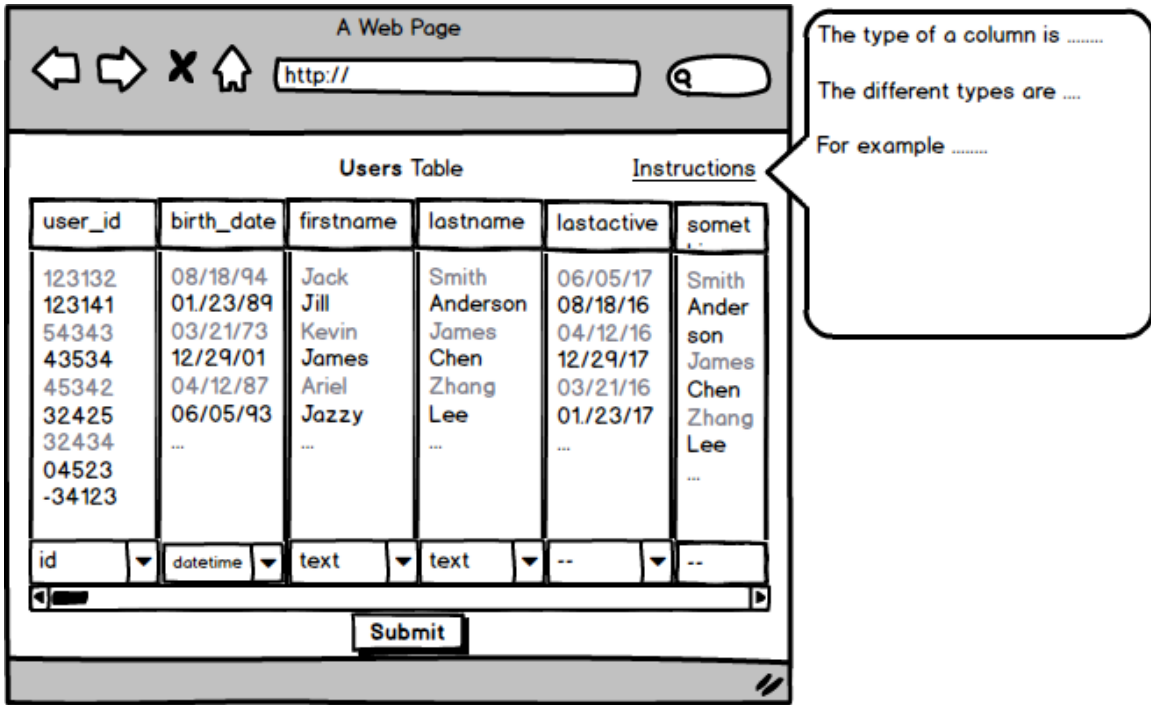 A Web Page
http://
The type of a column is ........
The different types are ....
For example ........
Users Table
Instructions
user_id birth_date firstname lastname lastactive somet
123132 08/18/94 Jack Smith 06/05/17 Smith
123141 01./23/89 Jill Anderson 08/18/16 Ander
54343 03/21/73 Kevin James 04/12/16 son
43534 12/29/01 James Chen 12/29/17 James
45342 04/12/87 Ariel Zhang 03/21/16 Chen
32425 06/05/93 Jazzy Lee 01./23/17 Zhang
32434 ... ... ... ... Lee
04523 ...
-34123
id datetime text text -- --
Submit